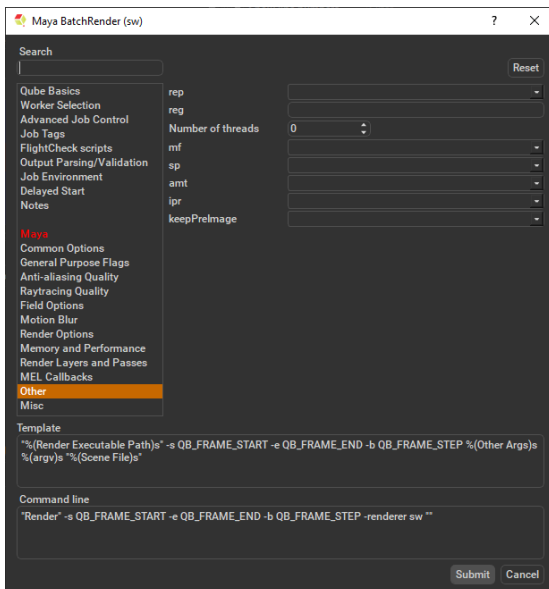 Maya BatchRender (sw)
Search
Reset
Qube Basics
Worker Selection
Advanced Job Control
Job Tags
FlightCheck scripts
Output Parsing/Validation
Job Environment
Delayed Start
Notes
Maya
Common Options
General Purpose Flags
Anti-aliasing Quality
Raytracing Quality
Field Options
Motion Blur
Render Options
Memory and Performance
Render Layers and Passes
MEL Callbacks
Other
Misc
rep
reg
Number of threads 0
mf
sp
amt
ipr
keepPreImage
Template
"%(Render Executable Path)s" -s QB_FRAME_START -e QB_FRAME_END -b QB_FRAME_STEP %(Other Args)s
%(argv)s "%(Scene File)s"
Command line
"Render" -s QB_FRAME_START -e QB_FRAME_END -b QB_FRAME_STEP -renderer sw ""
Submit Cancel